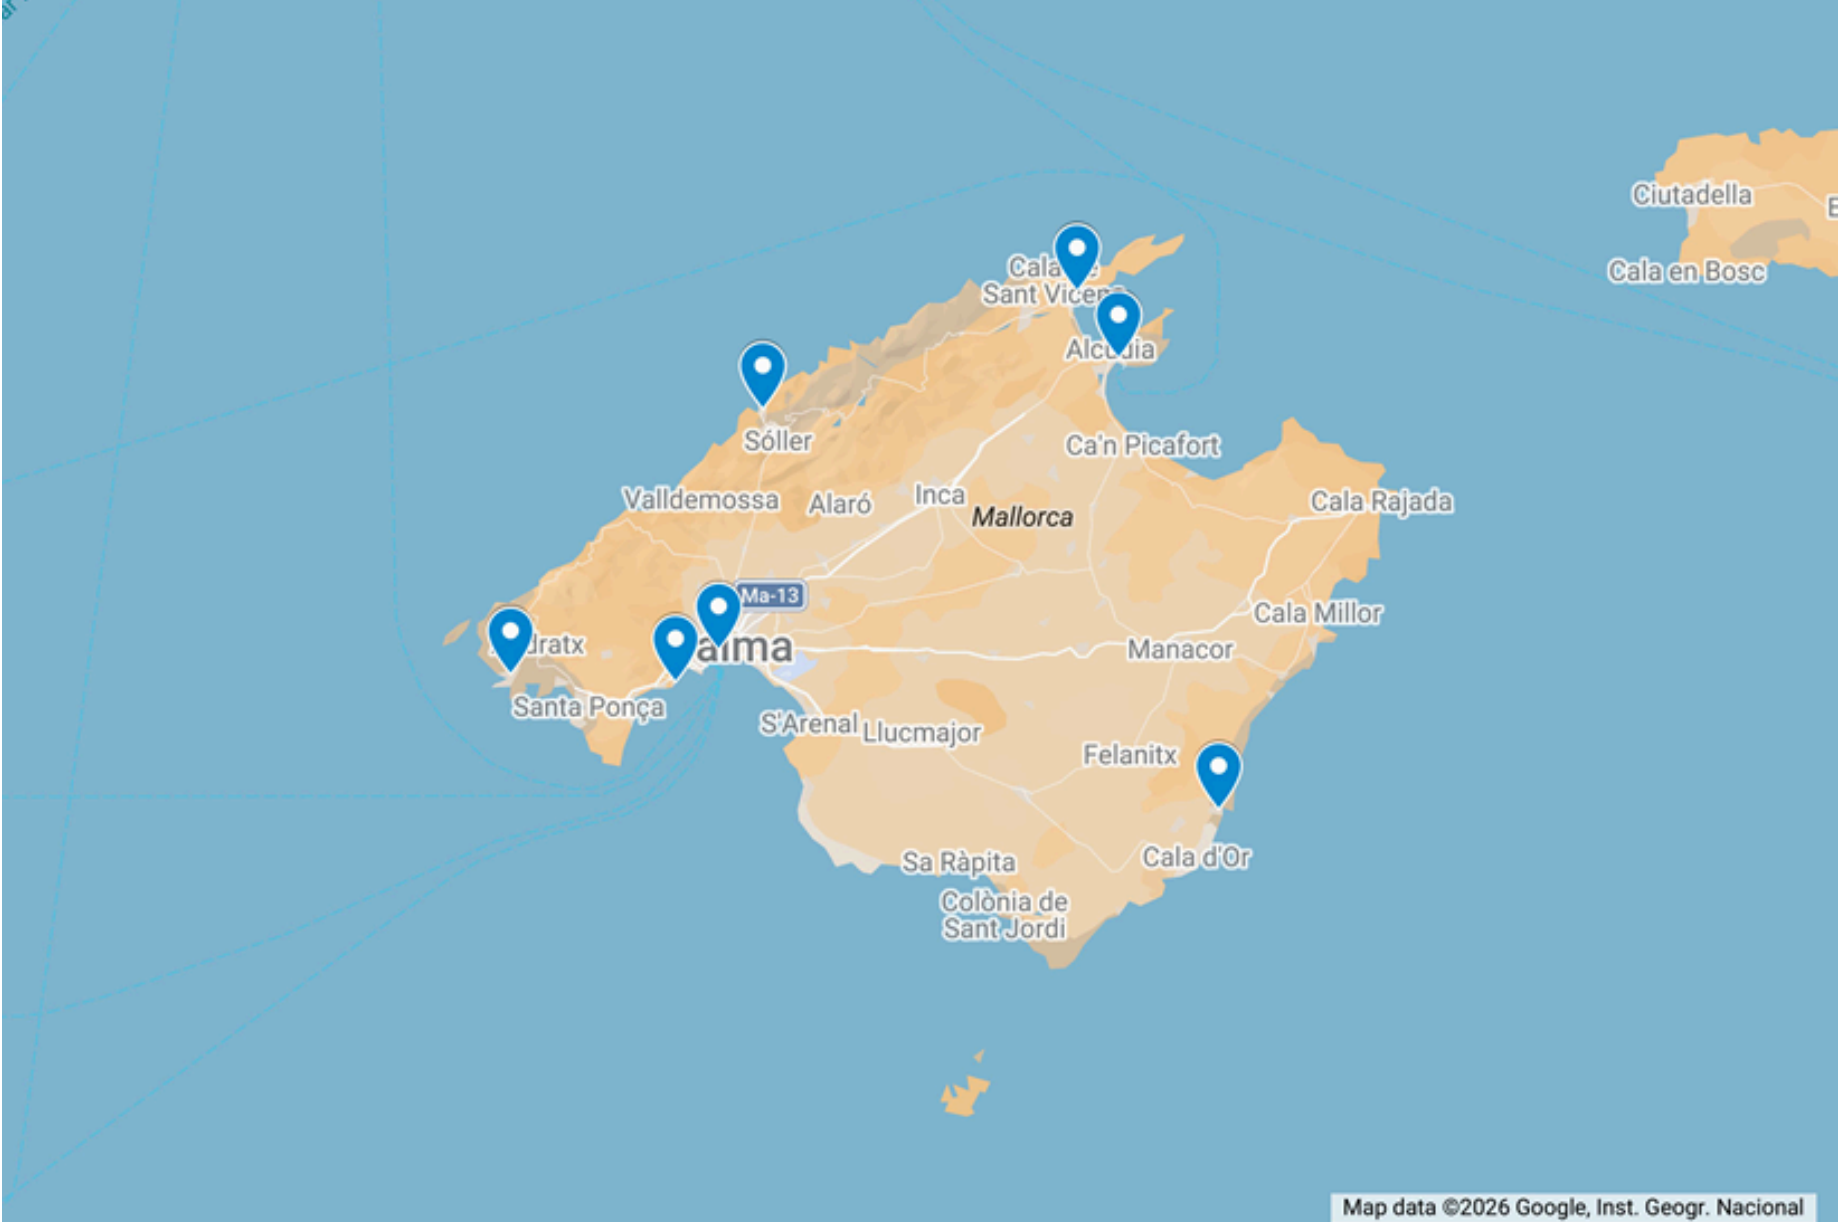 Ciutadella
E
Cala en Bosc
Sant Vicenç
Alcúdia
Sóller
Ca'n Picafort
Valldemossa
Alaró
Inca
Mallorca
Cala Rajada
Ma-13
Cala Millor
Manacor
Santa Ponça
S'Arenal
Llucmajor
Felanitx
Sa Ràpita
Cala d'Or
Colònia de
Sant Jordi
Map data ©2026 Google, Inst. Geogr. Nacional